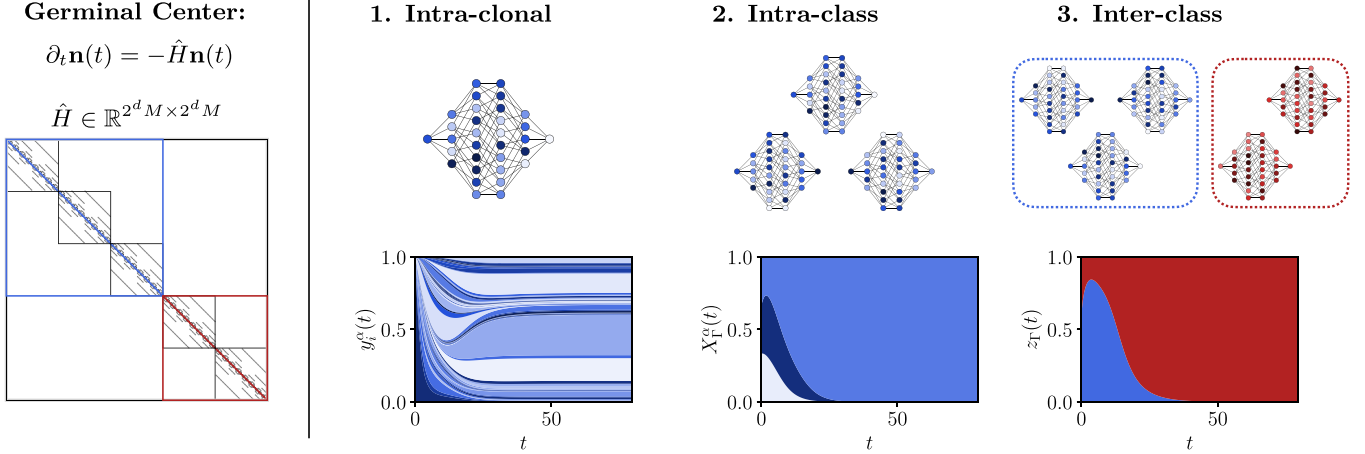 Germinal Center:
∂ₜn(t) = −Ĥn(t)
Ĥ ∈ ℝ^{2^d M×2^d M}
1. Intra-clonal
1.0
0.5
0.0
y_i^α(t)
0
50
t
2. Intra-class
1.0
0.5
0.0
X_Γ^α(t)
0
50
t
3. Inter-class
1.0
0.5
0.0
z_Γ(t)
0
50
t